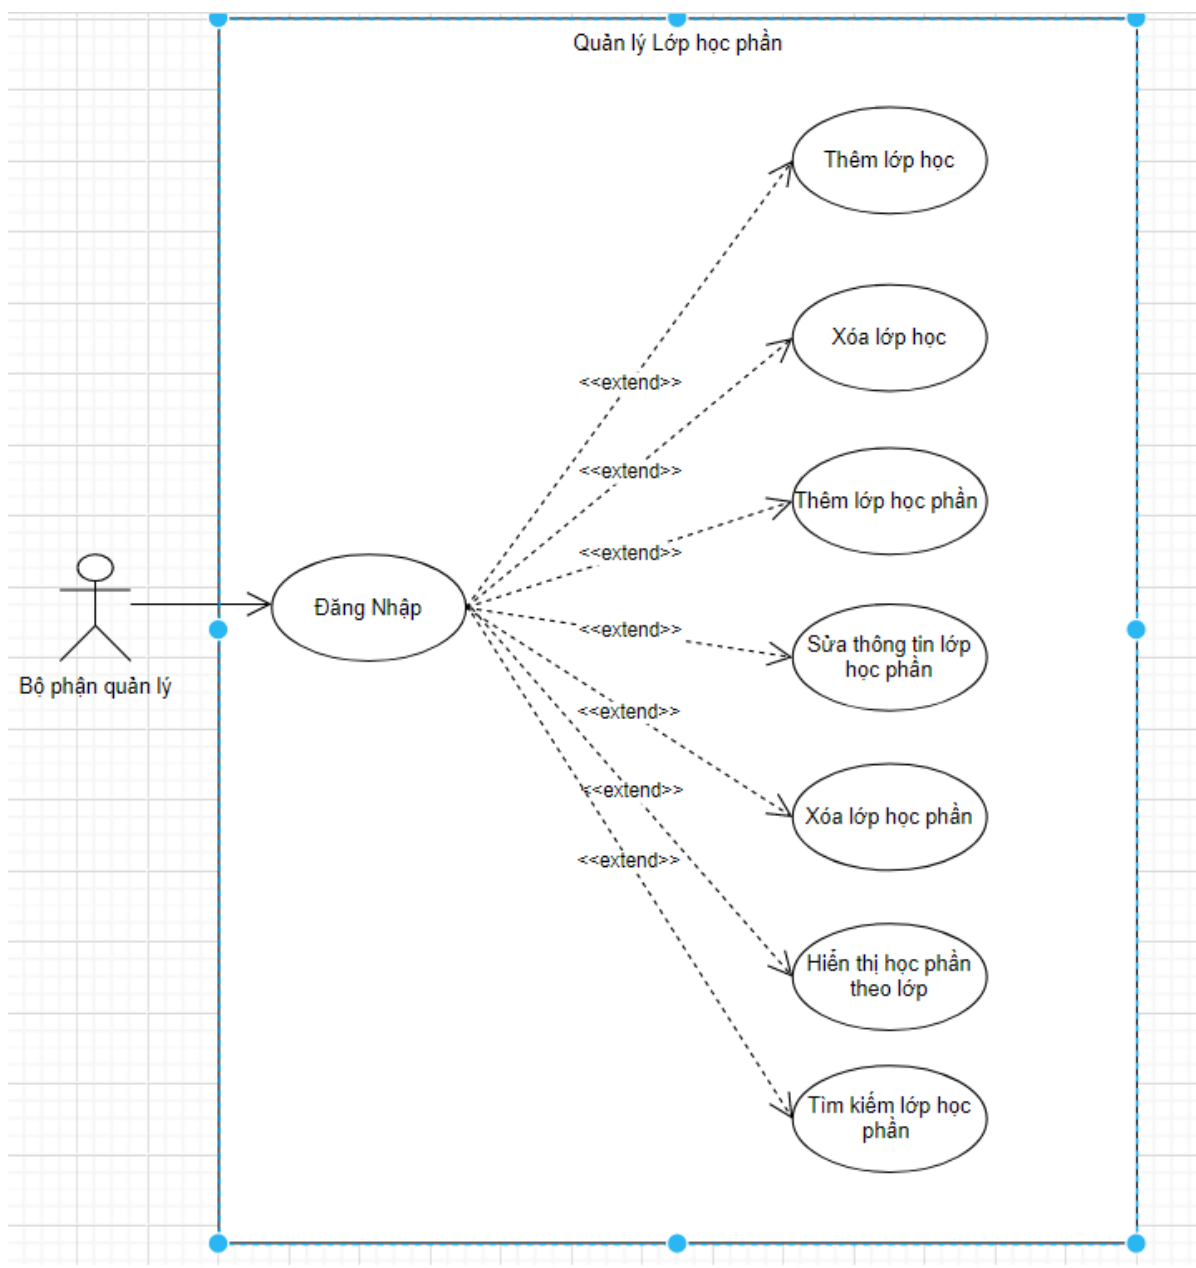 Quản lý Lớp học phần
Thêm lớp học
Xóa lớp học
<<extend>>
<<extend>>
Thêm lớp học phần
<<extend>>
Đăng Nhập
<<extend>>
Sửa thông tin lớp
học phần
Bộ phận quản lý
<<extend>>
<<extend>>
Xóa lớp học phần
<<extend>>
Hiển thị học phần
theo lớp
Tìm kiếm lớp học
phần